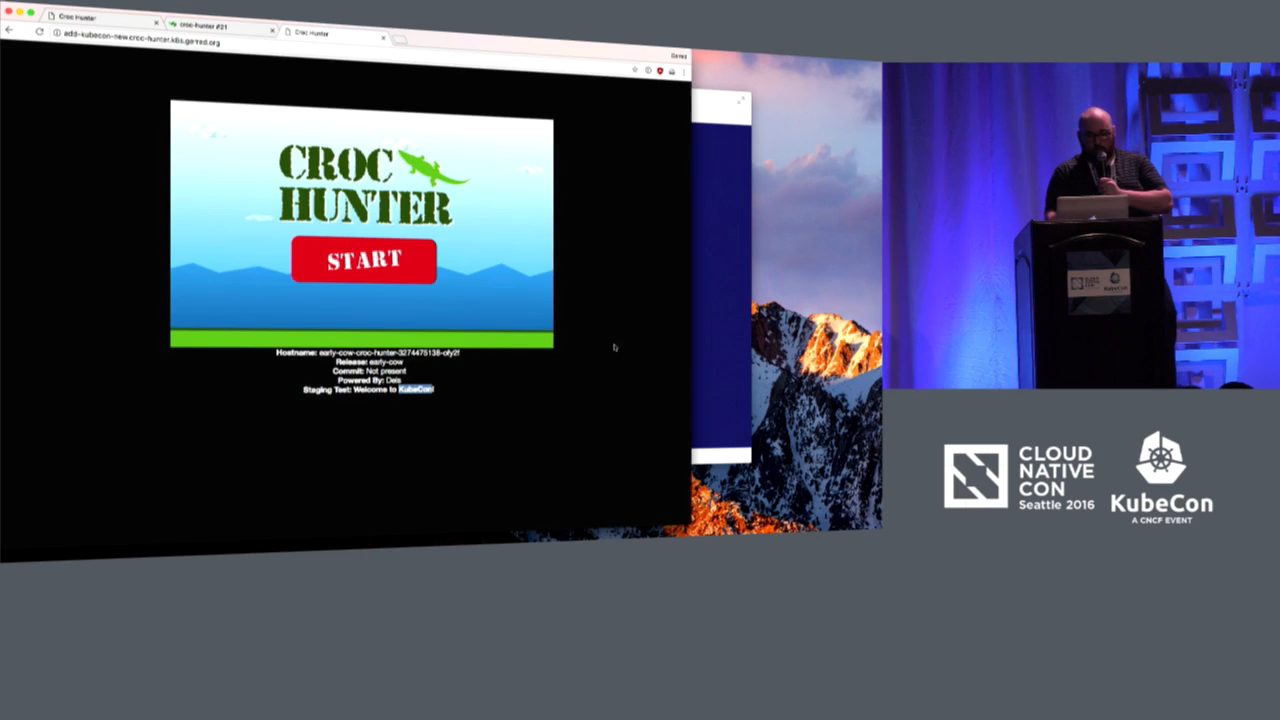 Croc Hunter
croc-hunter #21
Croc Hunter
add-kubecon-new.croc-hunter.k8s.gerred.org
Gerred
CROC
HUNTER
START
Hostname: early-cow-croc-hunter-3274475138-ofy2f
Release: early-cow
Commit: Not present
Powered By: Deis
Staging Test: Welcome to KubeCon!
CLOUD
NATIVE
CON
Seattle 2016
KubeCon
A CNCF EVENT
KubeCon